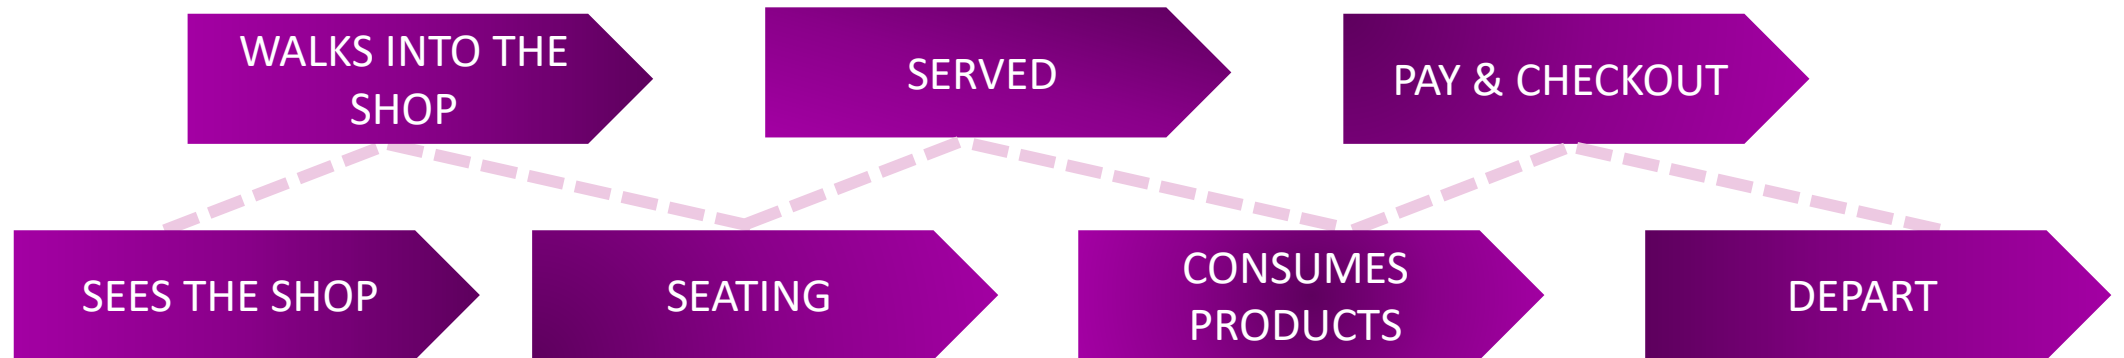 WALKS INTO THE
SHOP
SERVED
PAY & CHECKOUT
SEES THE SHOP
SEATING
CONSUMES
PRODUCTS
DEPART